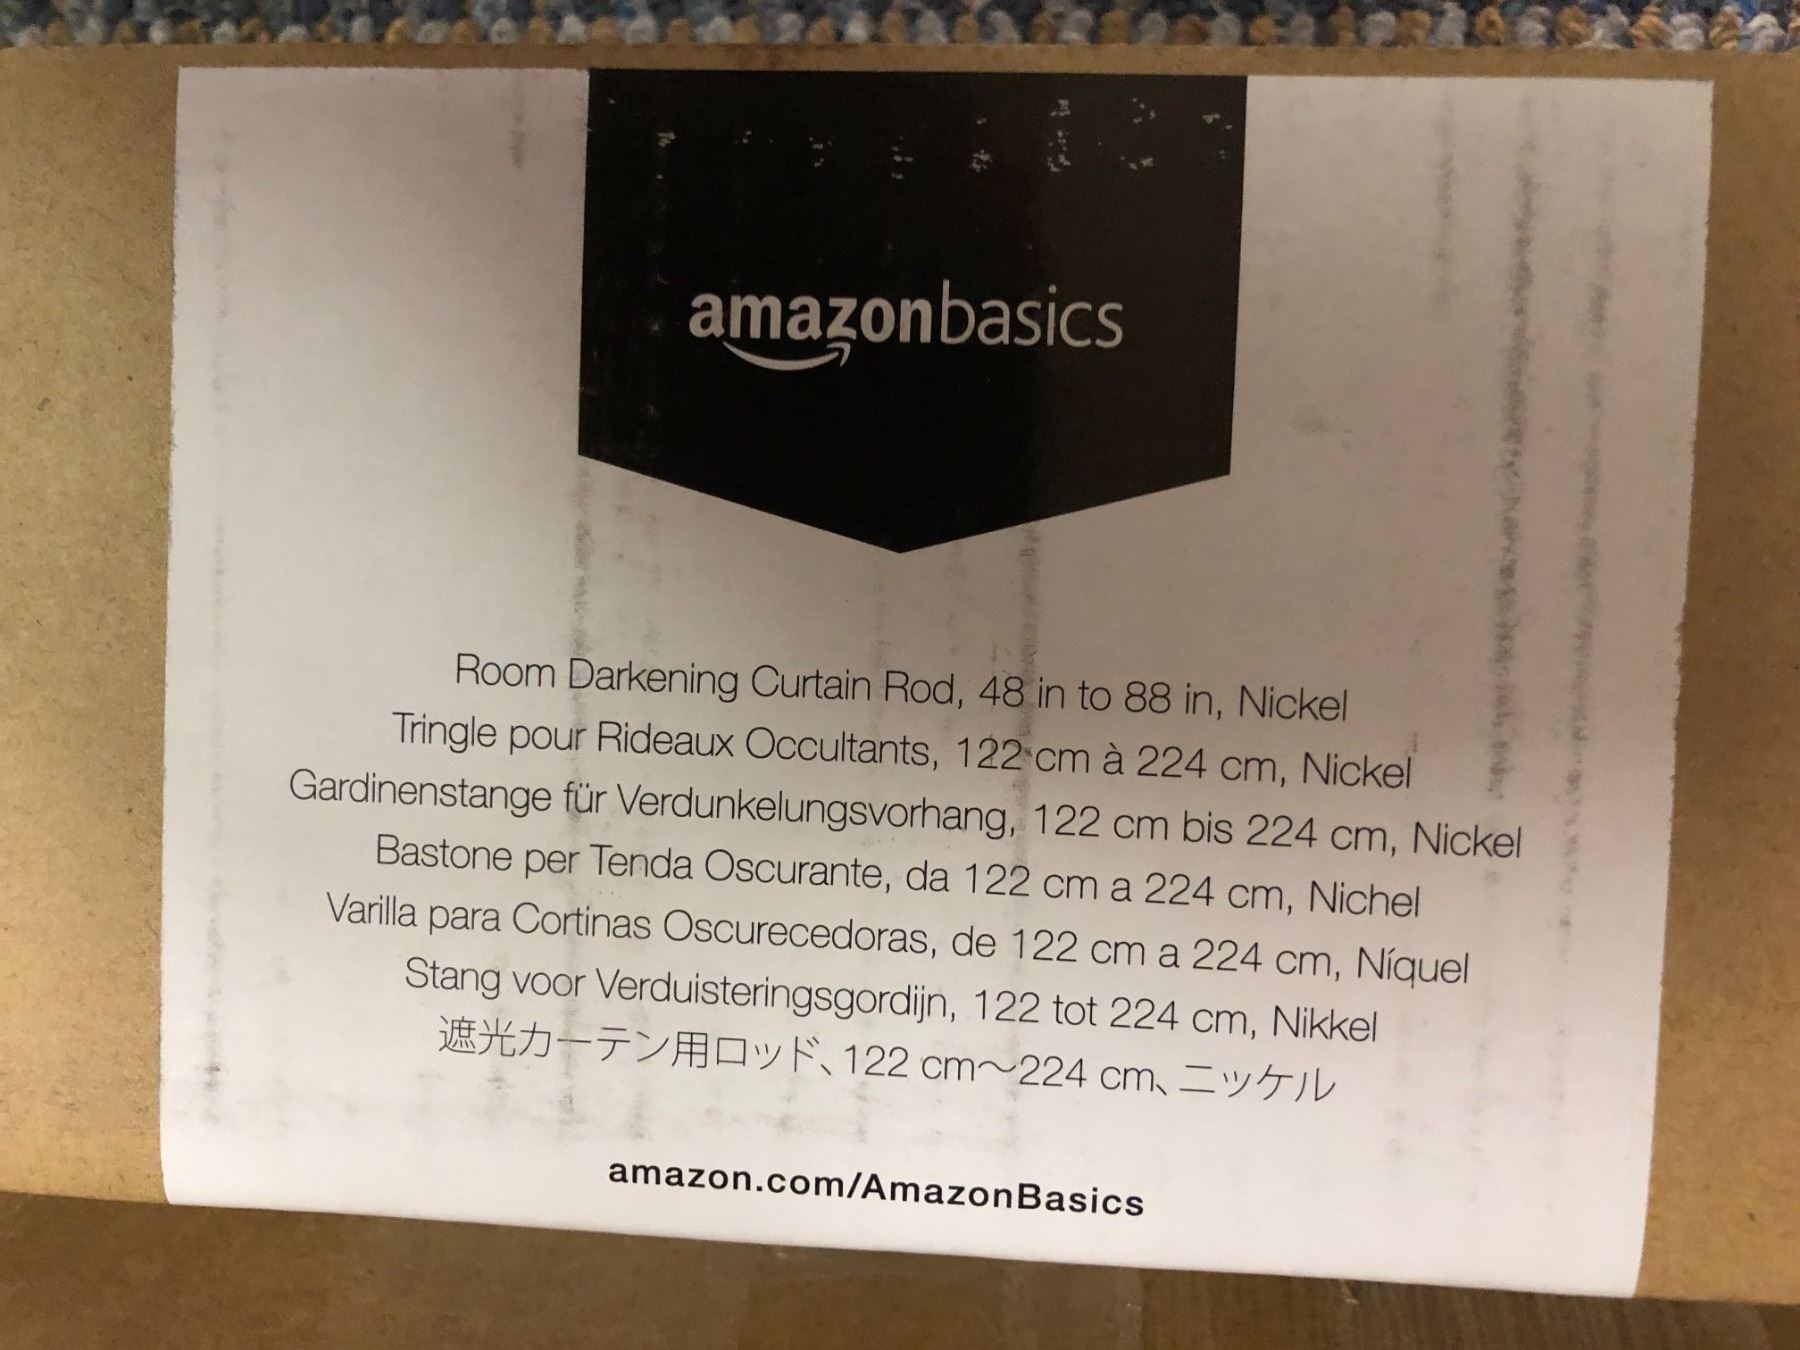 amazonbasics
Room Darkening Curtain Rod, 48 in to 88 in, Nickel
Tringle pour Rideaux Occultants, 122 cm à 224 cm, Nickel
Gardinenstange für Verdunkelungsvorhang, 122 cm bis 224 cm, Nickel
Bastone per Tenda Oscurante, da 122 cm a 224 cm, Nichel
Varilla para Cortinas Oscurecedoras, de 122 cm a 224 cm, Níquel
Stang voor Verduisteringsgordijn, 122 tot 224 cm, Nikkel
遮光カーテン用ロッド、122 cm～224 cm、ニッケル
amazon.com/AmazonBasics